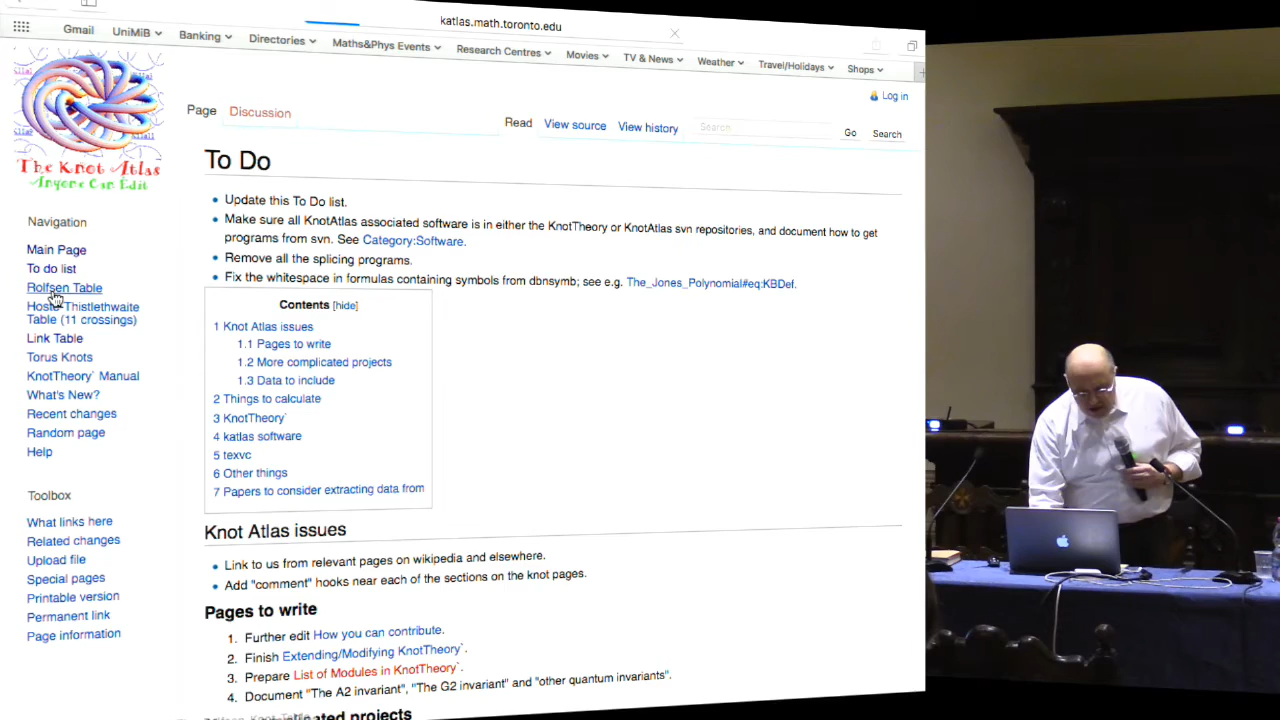 katlas.math.toronto.edu
Gmail UniMiB Banking Directories Maths&Phys Events Research Centres Movies TV & News Weather Travel/Holidays Shops
Log in
Page Discussion Read View source View history Search Go Search
The Knot Atlas
Anyone Can Edit
Navigation
Main Page
To do list
Rolfsen Table
Hoste-Thistlethwaite
Table (11 crossings)
Link Table
Torus Knots
KnotTheory` Manual
What's New?
Recent changes
Random page
Help
Toolbox
What links here
Related changes
Upload file
Special pages
Printable version
Permanent link
Page information
To Do
• Update this To Do list.
• Make sure all KnotAtlas associated software is in either the KnotTheory or KnotAtlas svn repositories, and document how to get
programs from svn. See Category:Software.
• Remove all the splicing programs.
• Fix the whitespace in formulas containing symbols from dbnsymb; see e.g. The_Jones_Polynomial#eq:KBDef.
Contents [hide]
1 Knot Atlas issues
1.1 Pages to write
1.2 More complicated projects
1.3 Data to include
2 Things to calculate
3 KnotTheory`
4 katlas software
5 texvc
6 Other things
7 Papers to consider extracting data from
Knot Atlas issues
• Link to us from relevant pages on wikipedia and elsewhere.
• Add "comment" hooks near each of the sections on the knot pages.
Pages to write
1. Further edit How you can contribute.
2. Finish Extending/Modifying KnotTheory`.
3. Prepare List of Modules in KnotTheory`.
4. Document "The A2 invariant", "The G2 invariant" and "other quantum invariants".
projects